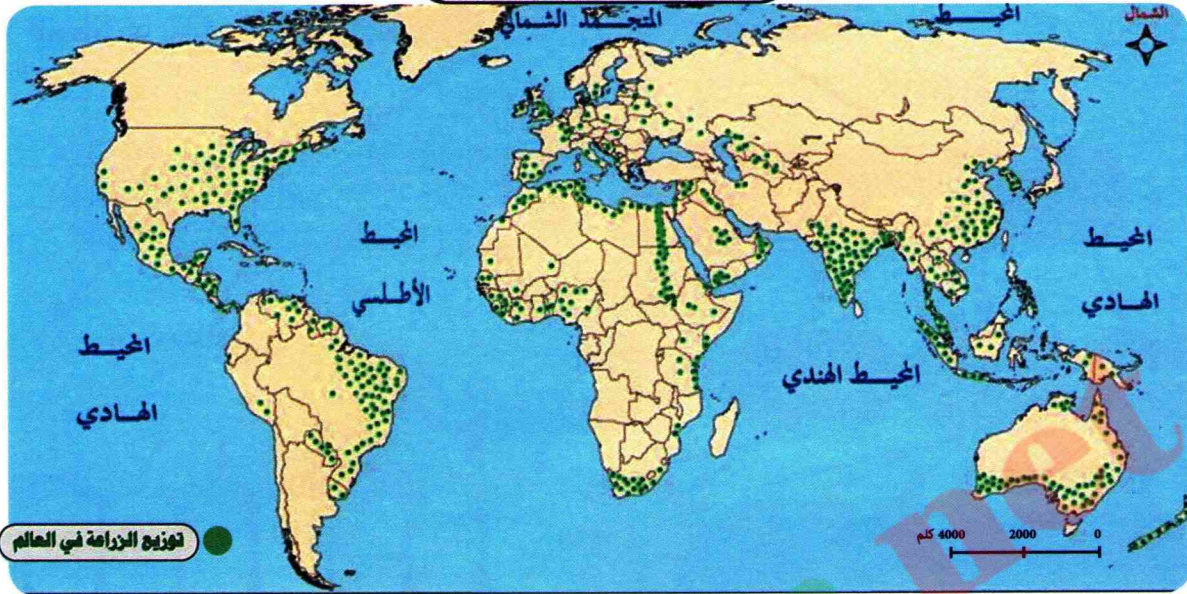 المتجمد الشمالي
المحيط
الشمال
المحيط
الأطلسي
المحيط
الهادي
المحيط
الهادي
المحيط الهندي
توزيع الزراعة في العالم
4000 كلم 2000 0
net